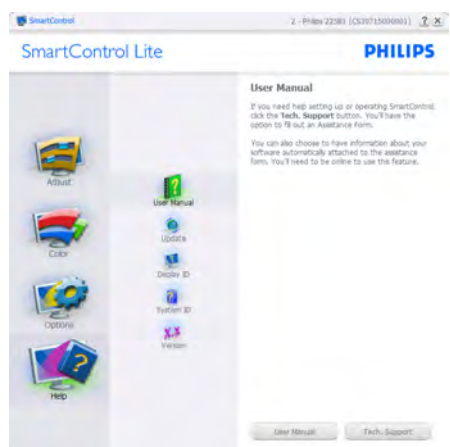 SmartControl
2 - Philips 225B1 (CS30715000001)
? X
SmartControl Lite
PHILIPS
Adjust
Color
Options
Help
User Manual
Update
Display ID
System ID
X.X
Version
User Manual
If you need help setting up or operating SmartControl,
click the Tech. Support button. You'll have the
option to fill out an Assistance Form.
You can also choose to have information about your
software automatically attached to the assistance
form. You'll need to be online to use this feature.
User Manual
Tech. Support